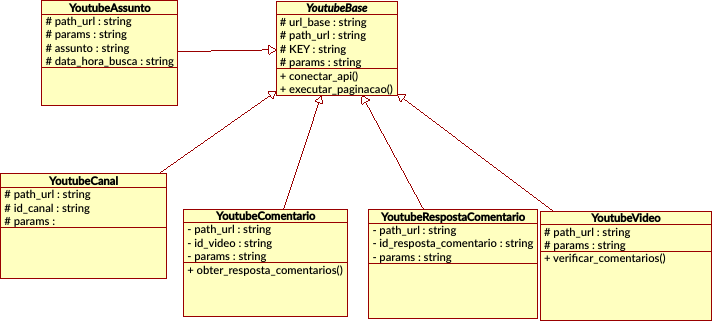 YoutubeAssunto
# path_url : string
# params : string
# assunto : string
# data_hora_busca : string
YoutubeBase
# url_base : string
# path_url : string
# KEY : string
# params : string
+ conectar_api()
+ executar_paginacao()
YoutubeCanal
# path_url : string
# id_canal : string
# params :
YoutubeComentario
- path_url : string
- id_video : string
- params : string
+ obter_resposta_comentarios()
YoutubeRespostaComentario
- path_url : string
- id_resposta_comentario : string
- params : string
YoutubeVideo
# path_url : string
# params : string
+ verificar_comentarios()